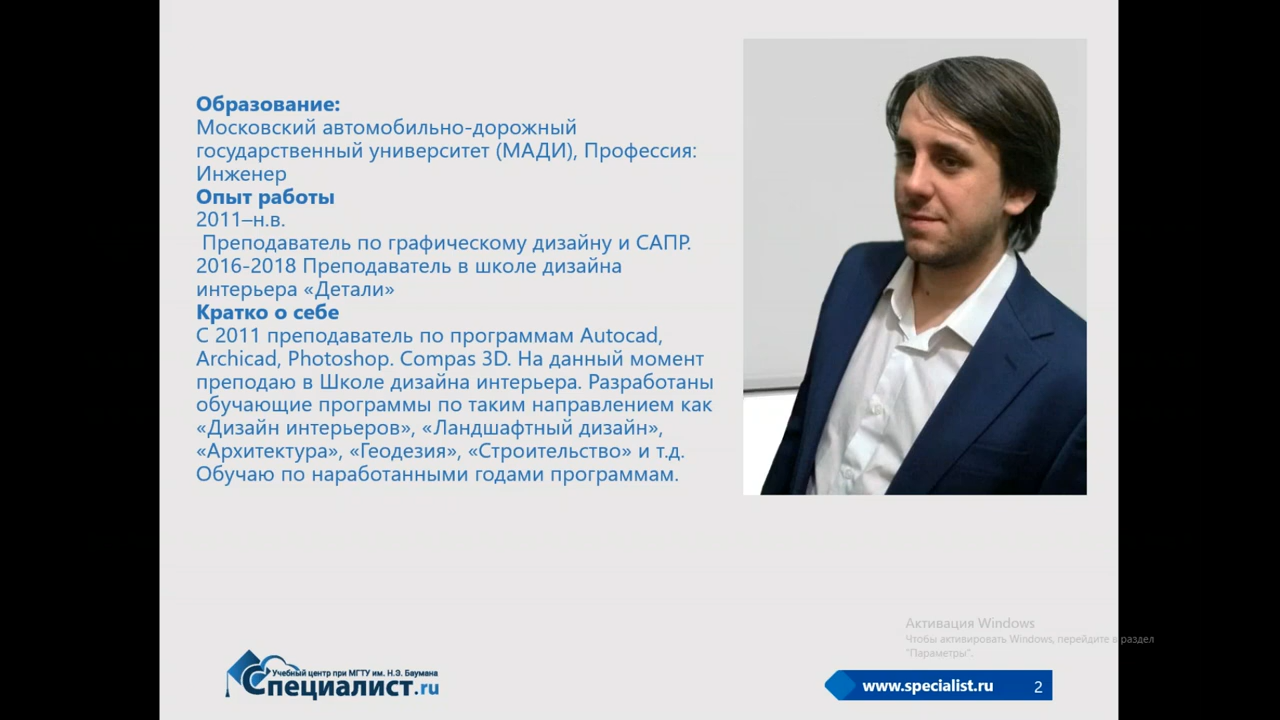 Образование:
Московский автомобильно-дорожный
государственный университет (МАДИ), Профессия:
Инженер
Опыт работы
2011–н.в.
Преподаватель по графическому дизайну и САПР.
2016-2018 Преподаватель в школе дизайна
интерьера «Детали»
Кратко о себе
С 2011 преподаватель по программам Autocad,
Archicad, Photoshop. Compas 3D. На данный момент
преподаю в Школе дизайна интерьера. Разработаны
обучающие программы по таким направлением как
«Дизайн интерьеров», «Ландшафтный дизайн»,
«Архитектура», «Геодезия», «Строительство» и т.д.
Обучаю по наработанными годами программам.
Активация Windows
Чтобы активировать Windows, перейдите в раздел
"Параметры".
Учебный центр при МГТУ им. Н.Э. Баумана
Специалист.ru
www.specialist.ru 2